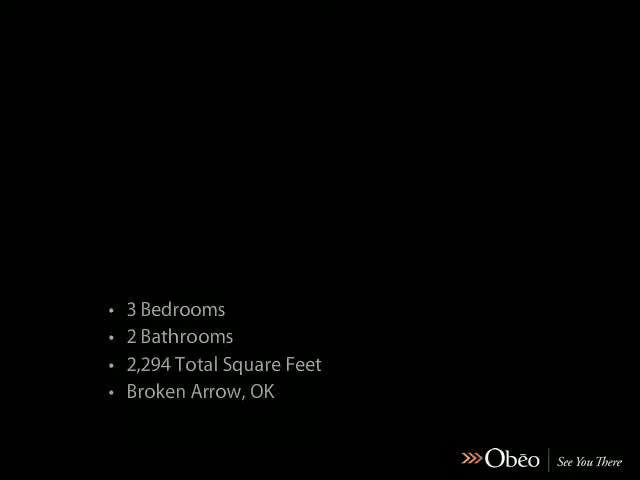 • 3 Bedrooms
• 2 Bathrooms
• 2,294 Total Square Feet
• Broken Arrow, OK
Obēo | See You There